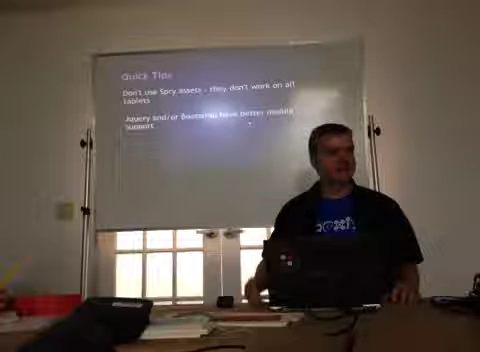 Quick Tips
Don't use Spry assets - they don't work on all
tablets
Jquery and/or Bootstrap have better mobile
support